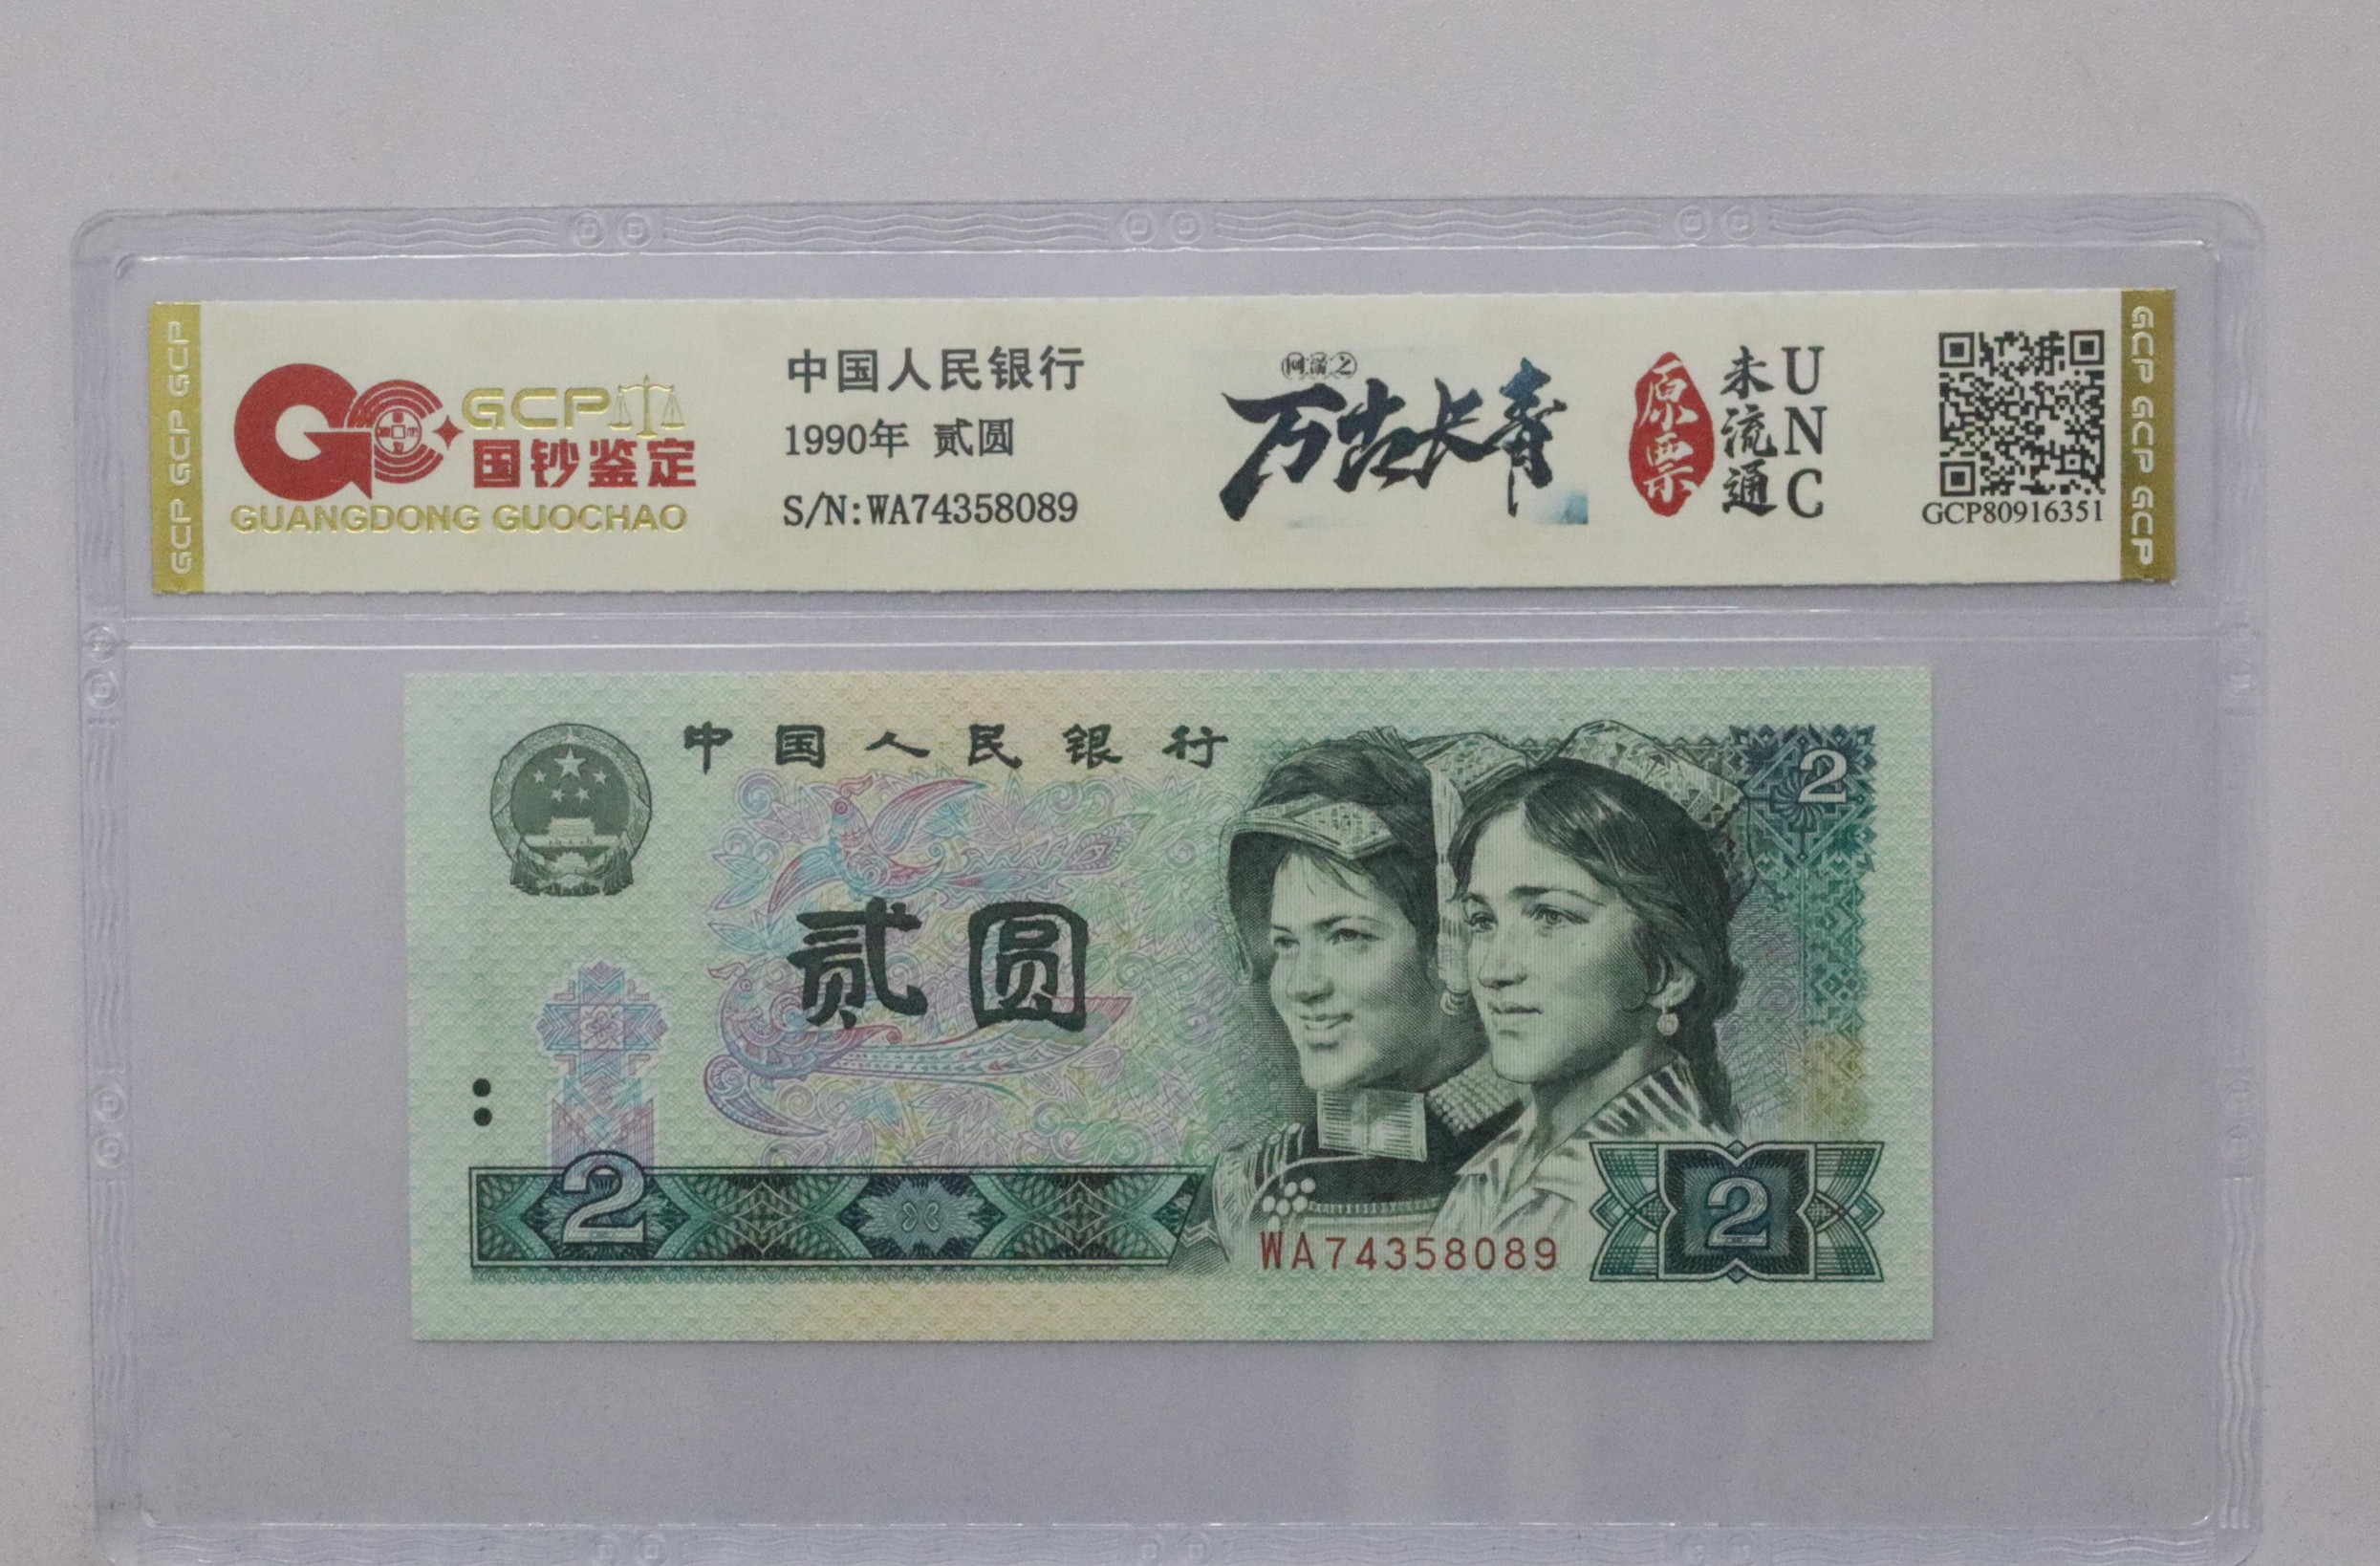 GCP GCP GCP
GCP
国钞鉴定
GUANGDONG GUOCHAO
中国人民银行
1990年 贰圆
S/N:WA74358089
万古长春
原票
未流通
UNC
GCP80916351
GCP GCP GCP
中国人民银行
2
贰圆
2
WA74358089
2